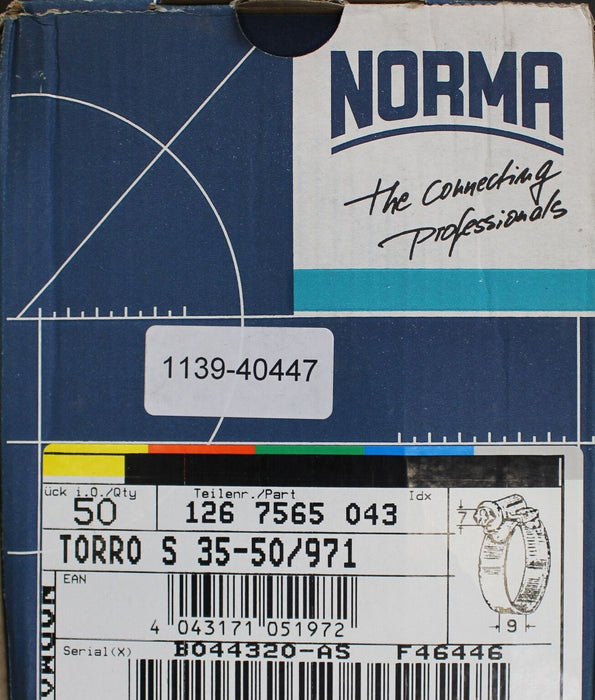 NORMA
the connecting
professionals
1139-40447
ück i.O./Qty
Teilenr./Part
Idx
50
126 7565 043
TORRO S 35-50/971
7
EAN
4 043171 051972
9
NORMA
Serial(X)
B044320-AS
F46446